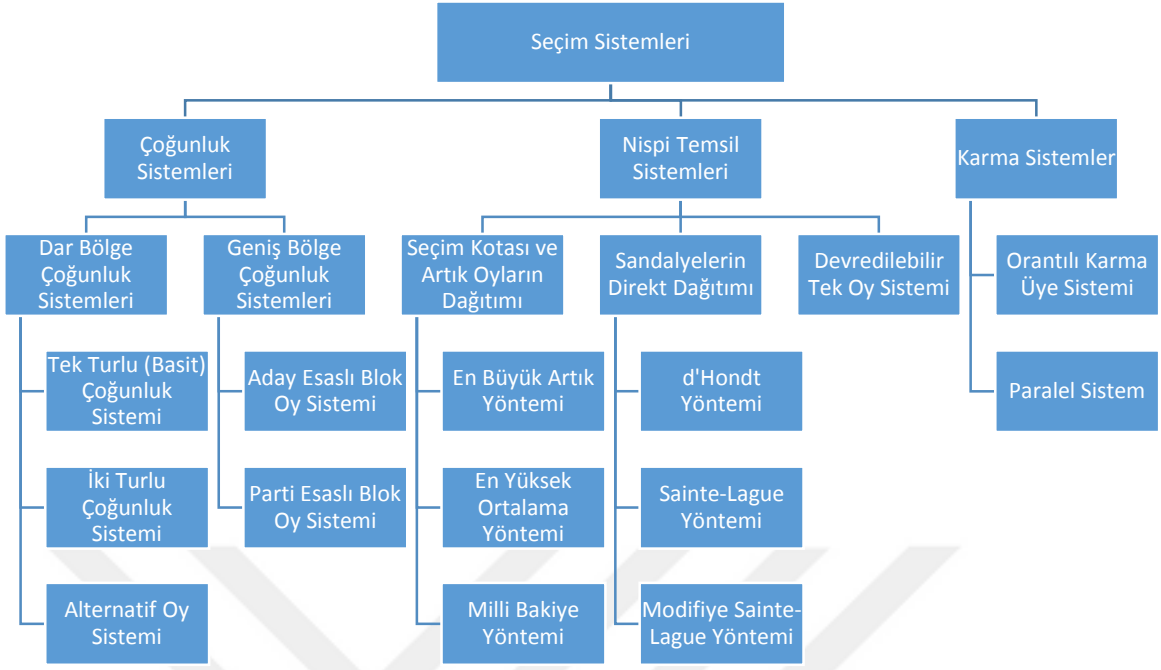 Seçim Sistemleri
Çoğunluk
Sistemleri
Nispi Temsil
Sistemleri
Karma Sistemler
Dar Bölge
Çoğunluk
Sistemleri
Geniş Bölge
Çoğunluk
Sistemleri
Seçim Kotası ve
Artık Oyların
Dağıtımı
Sandalyelerin
Direkt Dağıtımı
Devredilebilir
Tek Oy Sistemi
Orantılı Karma
Üye Sistemi
Tek Turlu (Basit)
Çoğunluk
Sistemi
Aday Esaslı Blok
Oy Sistemi
En Büyük Artık
Yöntemi
d'Hondt
Yöntemi
Paralel Sistem
İki Turlu
Çoğunluk
Sistemi
Parti Esaslı Blok
Oy Sistemi
En Yüksek
Ortalama
Yöntemi
Sainte-Lague
Yöntemi
Alternatif Oy
Sistemi
Milli Bakiye
Yöntemi
Modifiye Sainte-
Lague Yöntemi